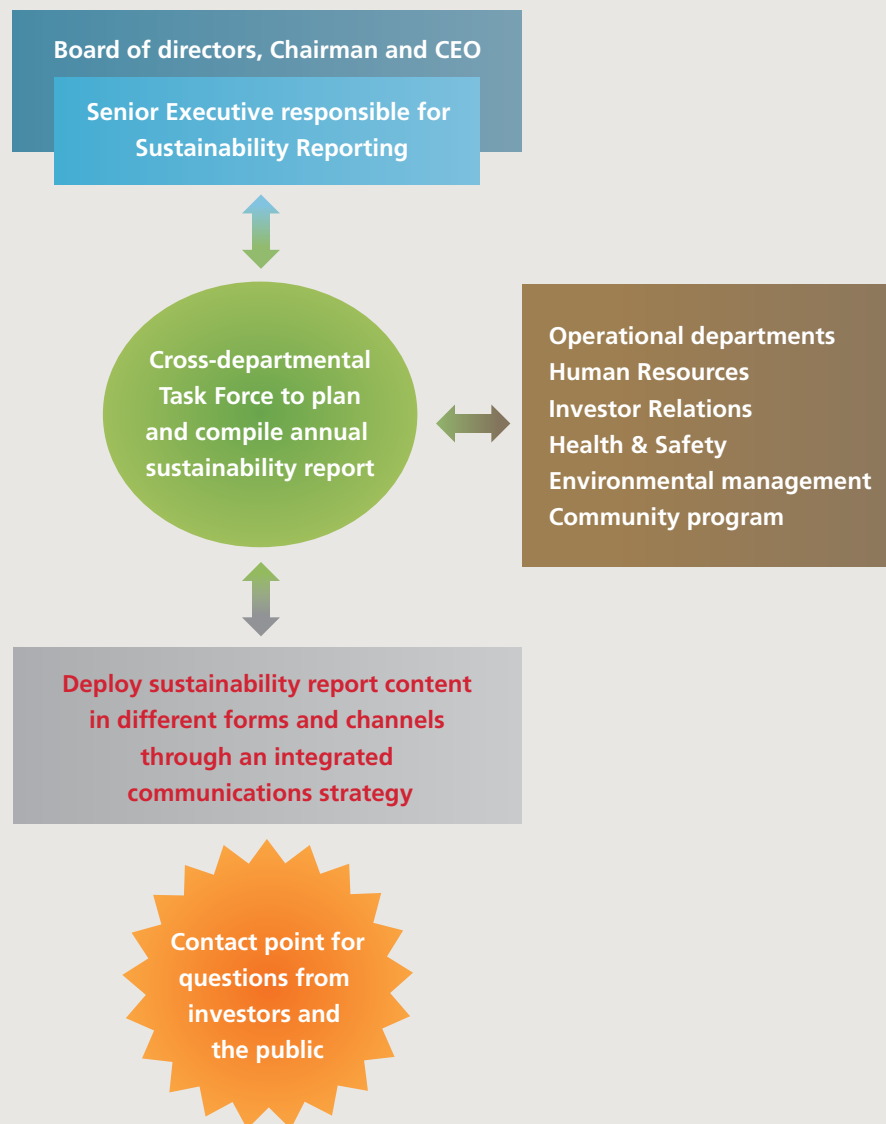 Board of directors, Chairman and CEO
Senior Executive responsible for
Sustainability Reporting
Cross-departmental
Task Force to plan
and compile annual
sustainability report
Operational departments
Human Resources
Investor Relations
Health & Safety
Environmental management
Community program
Deploy sustainability report content
in different forms and channels
through an integrated
communications strategy
Contact point for
questions from
investors and
the public